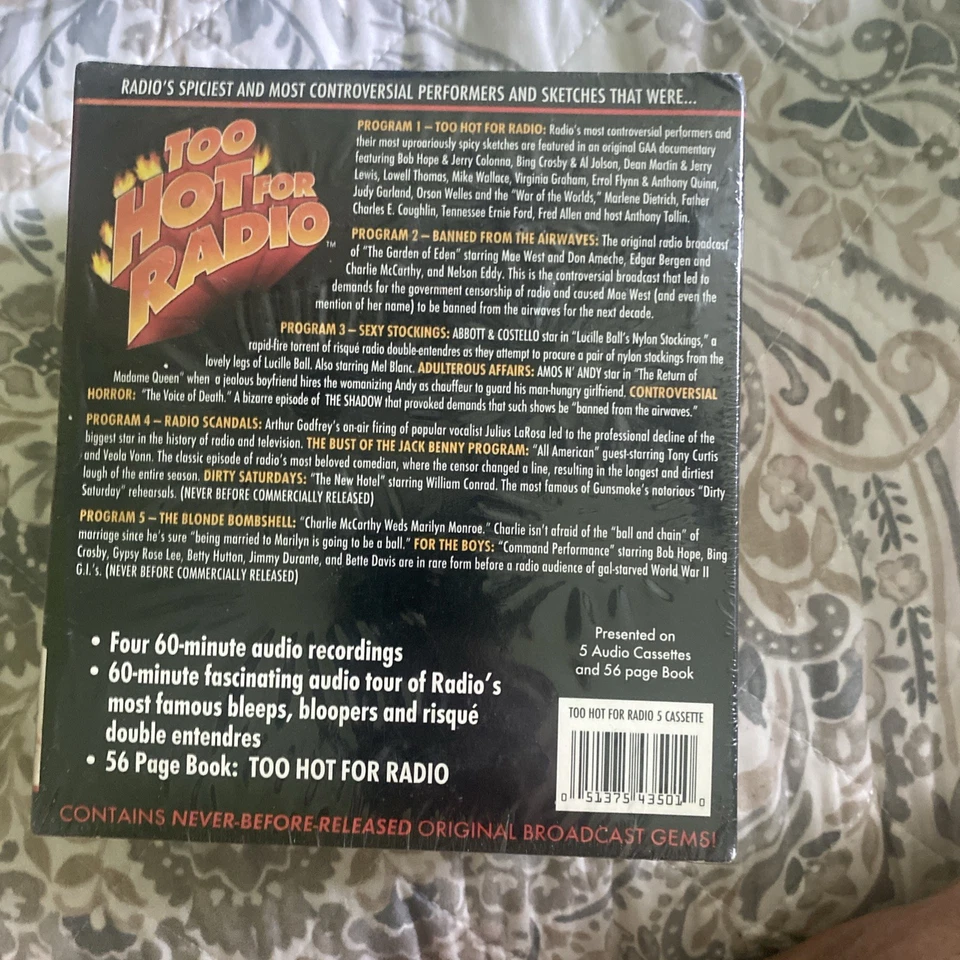 RADIO'S SPICIEST AND MOST CONTROVERSIAL PERFORMERS AND SKETCHES THAT WERE...
TOO
HOT FOR
RADIO™
PROGRAM 1 – TOO HOT FOR RADIO: Radio's most controversial performers and
their most uproariously spicy sketches are featured in an original GAA documentary
featuring Bob Hope & Jerry Colonna, Bing Crosby & Al Jolson, Dean Martin & Jerry
Lewis, Lowell Thomas, Mike Wallace, Virginia Graham, Errol Flynn & Anthony Quinn,
Judy Garland, Orson Welles and the "War of the Worlds," Marlene Dietrich, Father
Charles E. Coughlin, Tennessee Ernie Ford, Fred Allen and host Anthony Tollin.
PROGRAM 2 – BANNED FROM THE AIRWAVES: The original radio broadcast
of "The Garden of Eden" starring Mae West and Don Ameche, Edgar Bergen and
Charlie McCarthy, and Nelson Eddy. This is the controversial broadcast that led to
demands for the government censorship of radio and caused Mae West (and even the
mention of her name) to be banned from the airwaves for the next decade.
PROGRAM 3 – SEXY STOCKINGS: ABBOTT & COSTELLO star in "Lucille Ball's Nylon Stockings," a
rapid-fire torrent of risqué radio double-entendres as they attempt to procure a pair of nylon stockings from the
lovely legs of Lucille Ball. Also starring Mel Blanc. ADULTEROUS AFFAIRS: AMOS N' ANDY star in "The Return of
Madame Queen" when a jealous boyfriend hires the womanizing Andy as chauffeur to guard his man-hungry girlfriend. CONTROVERSIAL
HORROR: "The Voice of Death." A bizarre episode of THE SHADOW that provoked demands that such shows be "banned from the airwaves."
PROGRAM 4 – RADIO SCANDALS: Arthur Godfrey's on-air firing of popular vocalist Julius LaRosa led to the professional decline of the
biggest star in the history of radio and television. THE BUST OF THE JACK BENNY PROGRAM: "All American" guest-starring Tony Curtis
and Veola Vonn. The classic episode of radio's most beloved comedian, where the censor changed a line, resulting in the longest and dirtiest
laugh of the entire season. DIRTY SATURDAYS: "The New Hotel" starring William Conrad. The most famous of Gunsmoke's notorious "Dirty
Saturday" rehearsals. (NEVER BEFORE COMMERCIALLY RELEASED)
PROGRAM 5 – THE BLONDE BOMBSHELL: "Charlie McCarthy Weds Marilyn Monroe." Charlie isn't afraid of the "ball and chain" of
marriage since he's sure "being married to Marilyn is going to be a ball." FOR THE BOYS: "Command Performance" starring Bob Hope, Bing
Crosby, Gypsy Rose Lee, Betty Hutton, Jimmy Durante, and Bette Davis are in rare form before a radio audience of gal-starved World War II
G.I.'s. (NEVER BEFORE COMMERCIALLY RELEASED)
• Four 60-minute audio recordings
• 60-minute fascinating audio tour of Radio's
most famous bleeps, bloopers and risqué
double entendres
• 56 Page Book: TOO HOT FOR RADIO
Presented on
5 Audio Cassettes
and 56 page Book
TOO HOT FOR RADIO 5 CASSETTE
0 51375 43501 0
CONTAINS NEVER-BEFORE-RELEASED ORIGINAL BROADCAST GEMS!